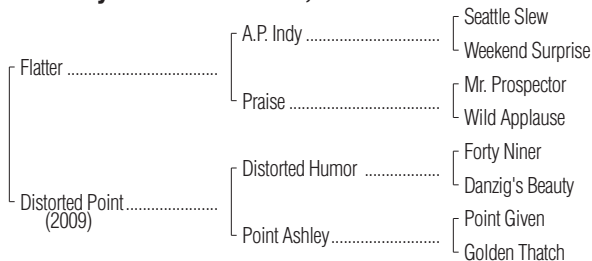 Seattle Slew
A.P. Indy
Weekend Surprise
Flatter
Mr. Prospector
Praise
Wild Applause
Forty Niner
Distorted Humor
Danzig's Beauty
Distorted Point
(2009)
Point Given
Point Ashley
Golden Thatch